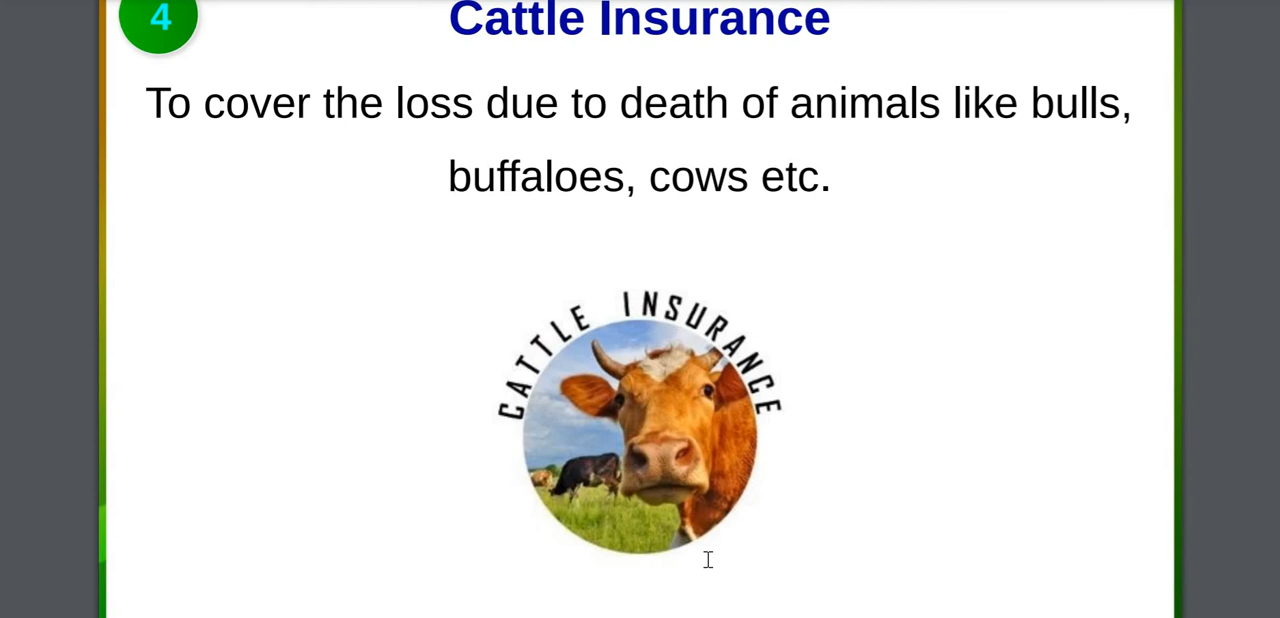 4
Cattle Insurance
To cover the loss due to death of animals like bulls,
buffaloes, cows etc.
CATTLE INSURANCE